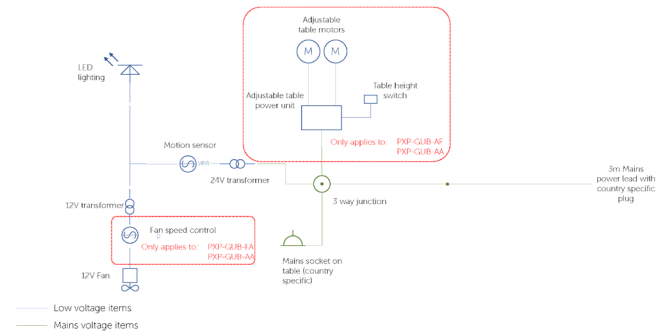 Adjustable
table motors
M
M
LED
lighting
Table height
switch
Adjustable table
power unit
Only applies to: PXP-GUB-AF
PXP-GUB-AA
Motion sensor
24V transformer
3m Mains
power lead with
country specific
plug
12V transformer
3 way junction
Fan speed control
Only applies to: PXP-GUB-FA
PXP-GUB-AA
Mains socket on
table (country
specific)
12V Fan
Low voltage items
Mains voltage items